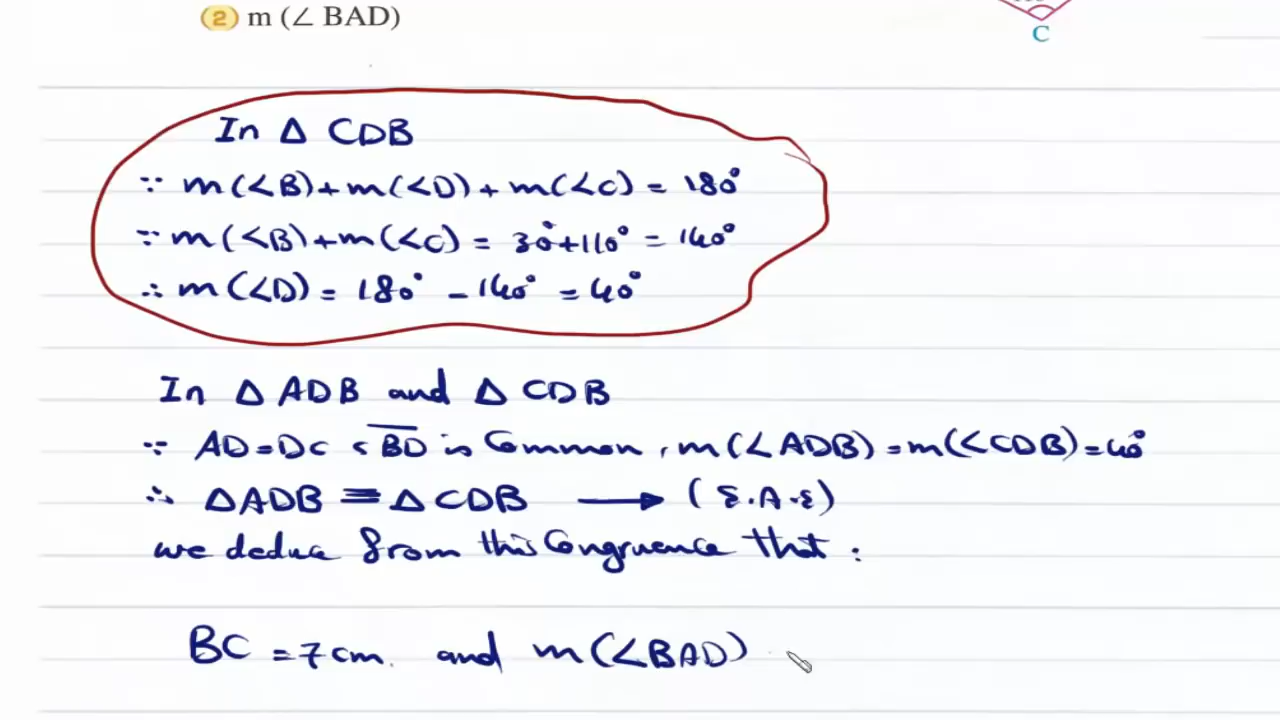 2 m (∠ BAD)
C
In Δ CDB
∵ m(∠B)+m(∠D)+m(∠C)=180°
∵ m(∠B)+m(∠C)=30°+110°=140°
∴ m(∠D)=180°-140°=40°
In Δ ADB and Δ CDB
∵ AD=DC , BD is Common , m(∠ADB)=m(∠CDB)=40°
∴ ΔADB ≡ Δ CDB → (S.A.S)
we deduce from this Congruence that :
BC =7cm. and m(∠BAD)